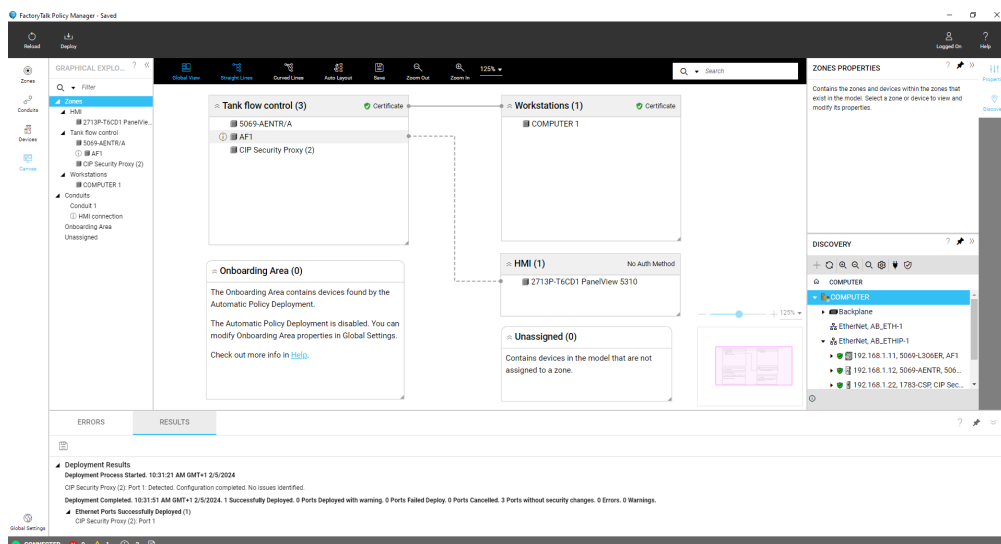 FactoryTalk Policy Manager - Saved
Reload
Deploy
Logged On
Help
Zones
Conduits
Devices
Canvas
Global Settings
GRAPHICAL EXPLO... ?
Filter
Zones
HMI
2713P-T6CD1 PanelVie...
Tank flow control
5069-AENTR/A
AF1
CIP Security Proxy (2)
Workstations
COMPUTER 1
Conduits
Conduit 1
HMI connection
Onboarding Area
Unassigned
Global View
Straight Lines
Curved Lines
Auto Layout
Save
Zoom Out
Zoom In
125%
Search
Tank flow control (3) Certificate
5069-AENTR/A
AF1
CIP Security Proxy (2)
Workstations (1) Certificate
COMPUTER 1
Onboarding Area (0)
The Onboarding Area contains devices found by the
Automatic Policy Deployment.
The Automatic Policy Deployment is disabled. You can
modify Onboarding Area properties in Global Settings.
Check out more info in Help.
HMI (1) No Auth Method
2713P-T6CD1 PanelView 5310
Unassigned (0)
Contains devices in the model that are not
assigned to a zone.
125%
ZONES PROPERTIES ?
Contains the zones and devices within the zones that
exist in the model. Select a zone or device to view and
modify its properties.
DISCOVERY ?
COMPUTER
COMPUTER
Backplane
EtherNet, AB_ETH-1
EtherNet, AB_ETHIP-1
192.168.1.11, 5069-L306ER, AF1
192.168.1.12, 5069-AENTR, 506...
192.168.1.22, 1783-CSP, CIP Sec...
Properti
Discove
ERRORS RESULTS ?
Deployment Results
Deployment Process Started. 10:31:21 AM GMT+1 2/5/2024
CIP Security Proxy (2): Port 1: Detected. Configuration completed. No issues identified.
Deployment Completed. 10:31:51 AM GMT+1 2/5/2024. 1 Successfully Deployed. 0 Ports Deployed with warning. 0 Ports Failed Deploy. 0 Ports Cancelled. 3 Ports without security changes. 0 Errors. 0 Warnings.
Ethernet Ports Successfully Deployed (1)
CIP Security Proxy (2): Port 1